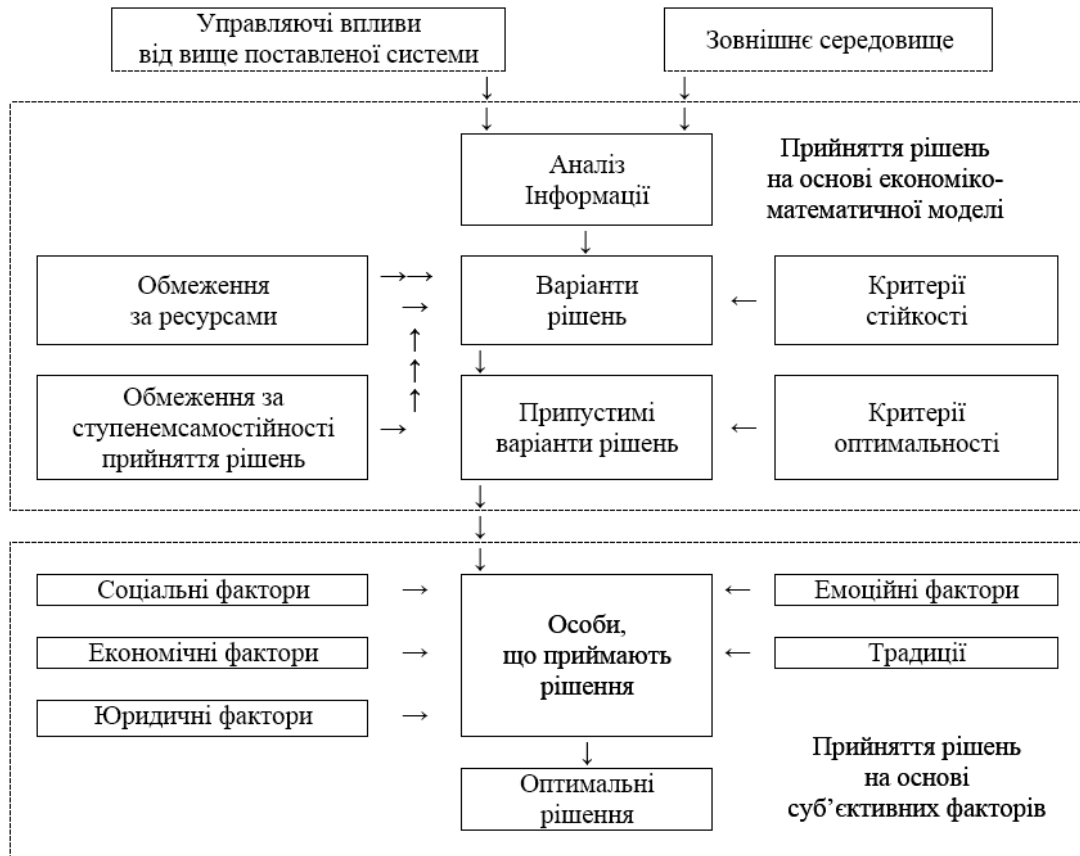 Управляючі впливи
від вище поставленої системи
Зовнішнє середовище
Аналіз
Інформації
Прийняття рішень
на основі економіко-
математичної моделі
Обмеження
за ресурсами
Варіанти
рішень
Критерії
стійкості
Обмеження за
ступенемсамостійності
прийняття рішень
Припустимі
варіанти рішень
Критерії
оптимальності
Соціальні фактори
Економічні фактори
Юридичні фактори
Особи,
що приймають
рішення
Емоційні фактори
Традиції
Оптимальні
рішення
Прийняття рішень
на основі
суб’єктивних факторів